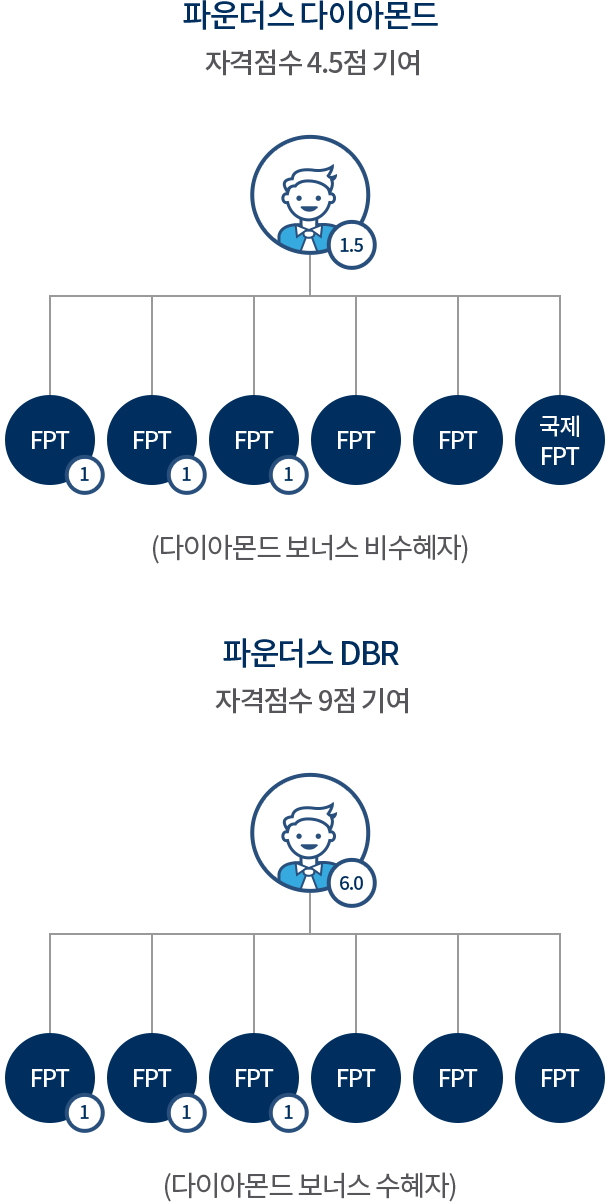 파운더스 다이아몬드
자격점수 4.5점 기여
1.5
FPT
1
FPT
1
FPT
1
FPT
FPT
국제
FPT
(다이아몬드 보너스 비수혜자)
파운더스 DBR
자격점수 9점 기여
6.0
FPT
1
FPT
1
FPT
1
FPT
FPT
FPT
(다이아몬드 보너스 수혜자)